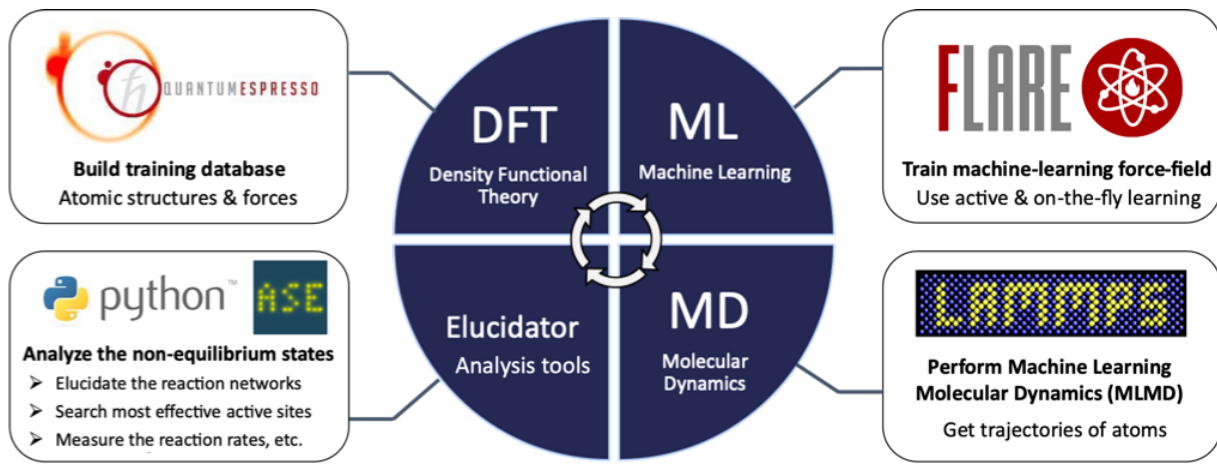 ħ QUANTUMESPRESSO
Build training database
Atomic structures & forces
DFT
Density Functional
Theory
ML
Machine Learning
FLARE
Train machine-learning force-field
Use active & on-the-fly learning
python™ ASE
Analyze the non-equilibrium states
➢ Elucidate the reaction networks
➢ Search most effective active sites
➢ Measure the reaction rates, etc.
Elucidator
Analysis tools
MD
Molecular
Dynamics
LAMMPS
Perform Machine Learning
Molecular Dynamics (MLMD)
Get trajectories of atoms